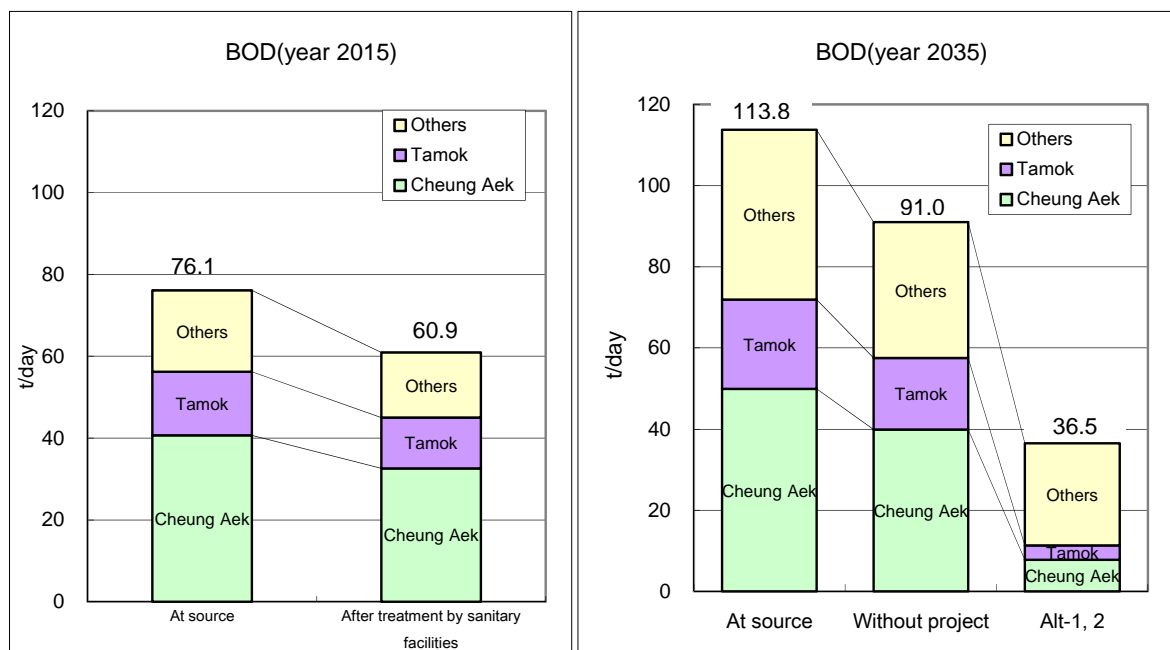 BOD(year 2015)
120
100
80
60
40
20
0
t/day
Others
Tamok
Cheung Aek
76.1
Others
Tamok
Cheung Aek
60.9
Others
Tamok
Cheung Aek
At source
After treatment by sanitary
facilities
BOD(year 2035)
120
100
80
60
40
20
0
t/day
Others
Tamok
Cheung Aek
113.8
Others
Tamok
Cheung Aek
91.0
Others
Tamok
Cheung Aek
36.5
Others
Tamok
Cheung Aek
At source
Without project
Alt-1, 2